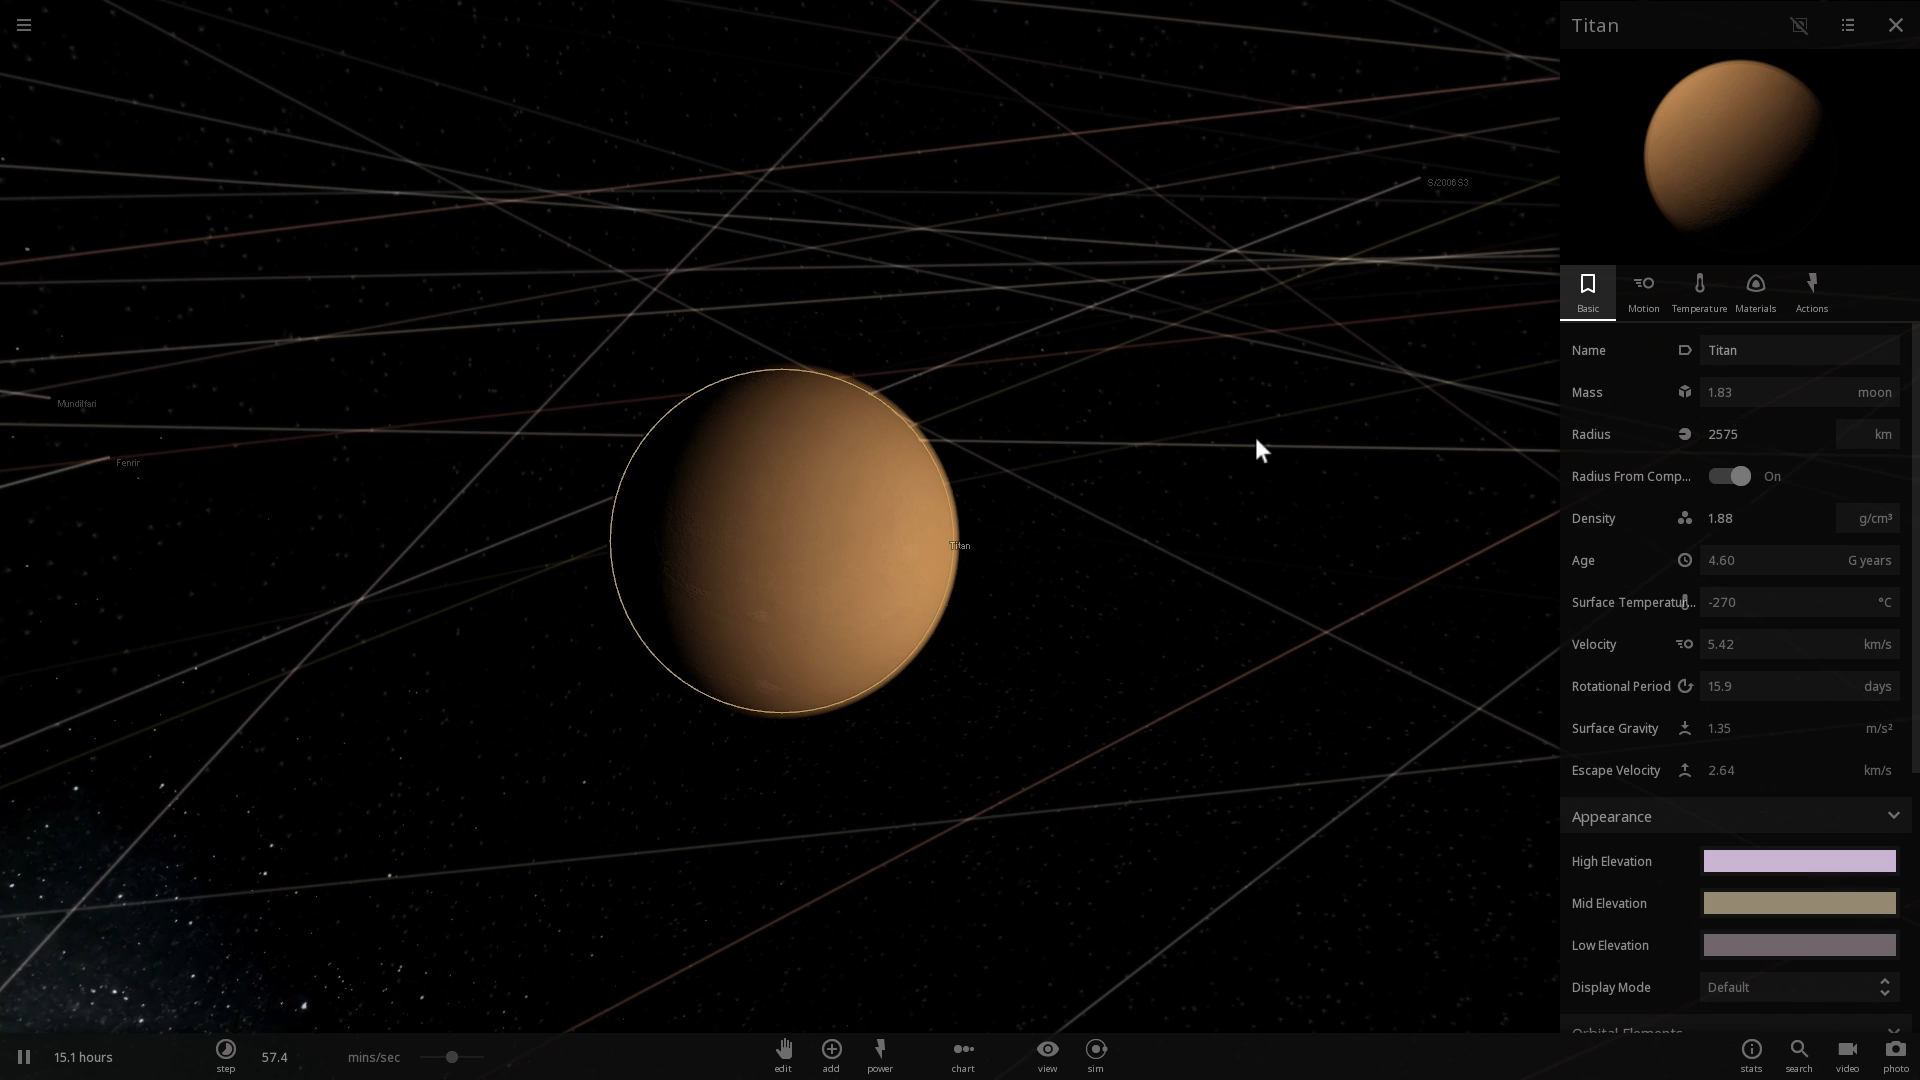 Titan
S/2006 S3
Mundilfari
Fenrir
Titan
Basic
Motion
Temperature
Materials
Actions
Name
Titan
Mass
1.83
moon
Radius
2575
km
Radius From Comp...
On
Density
1.88
g/cm³
Age
4.60
G years
Surface Temperatur...
-270
°C
Velocity
5.42
km/s
Rotational Period
15.9
days
Surface Gravity
1.35
m/s²
Escape Velocity
2.64
km/s
Appearance
High Elevation
Mid Elevation
Low Elevation
Display Mode
Default
Orbital Elements
15.1 hours
step
57.4
mins/sec
edit
add
power
chart
view
sim
stats
search
video
photo